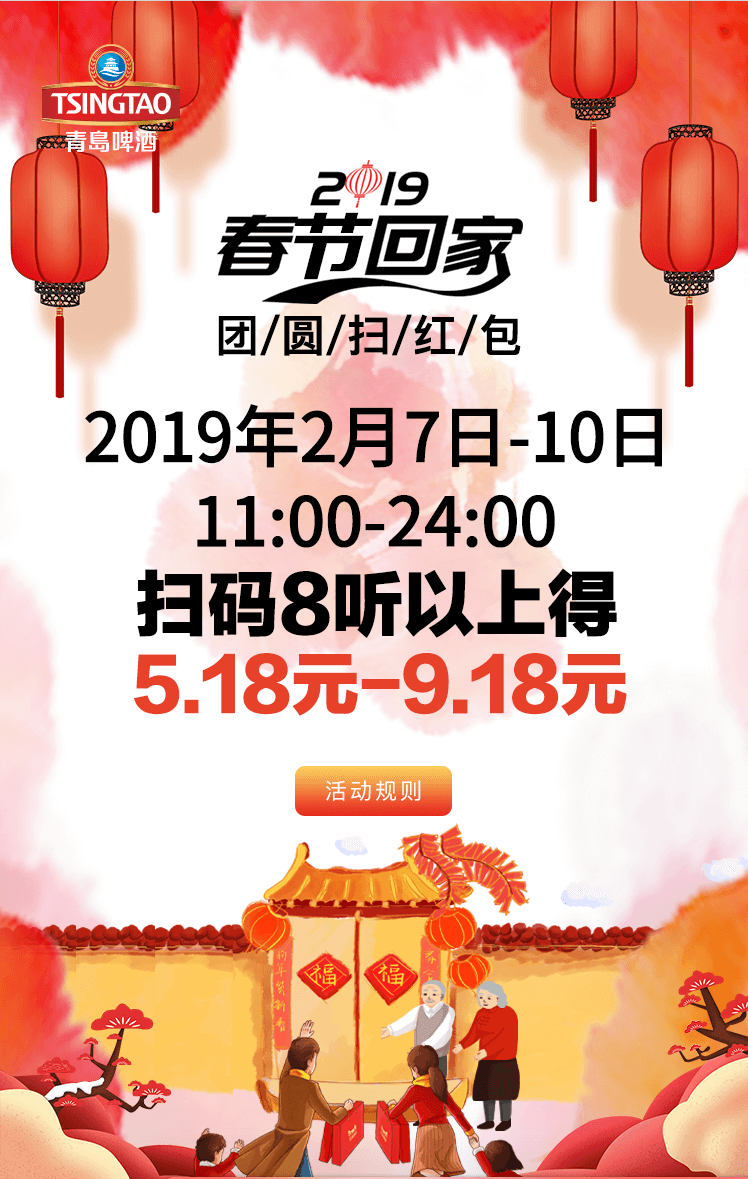 TSINGTAO
青島啤酒
2019
春节回家
团/圆/扫/红/包
2019年2月7日-10日
11:00-24:00
扫码8听以上得
5.18元-9.18元
活动规则
福 福